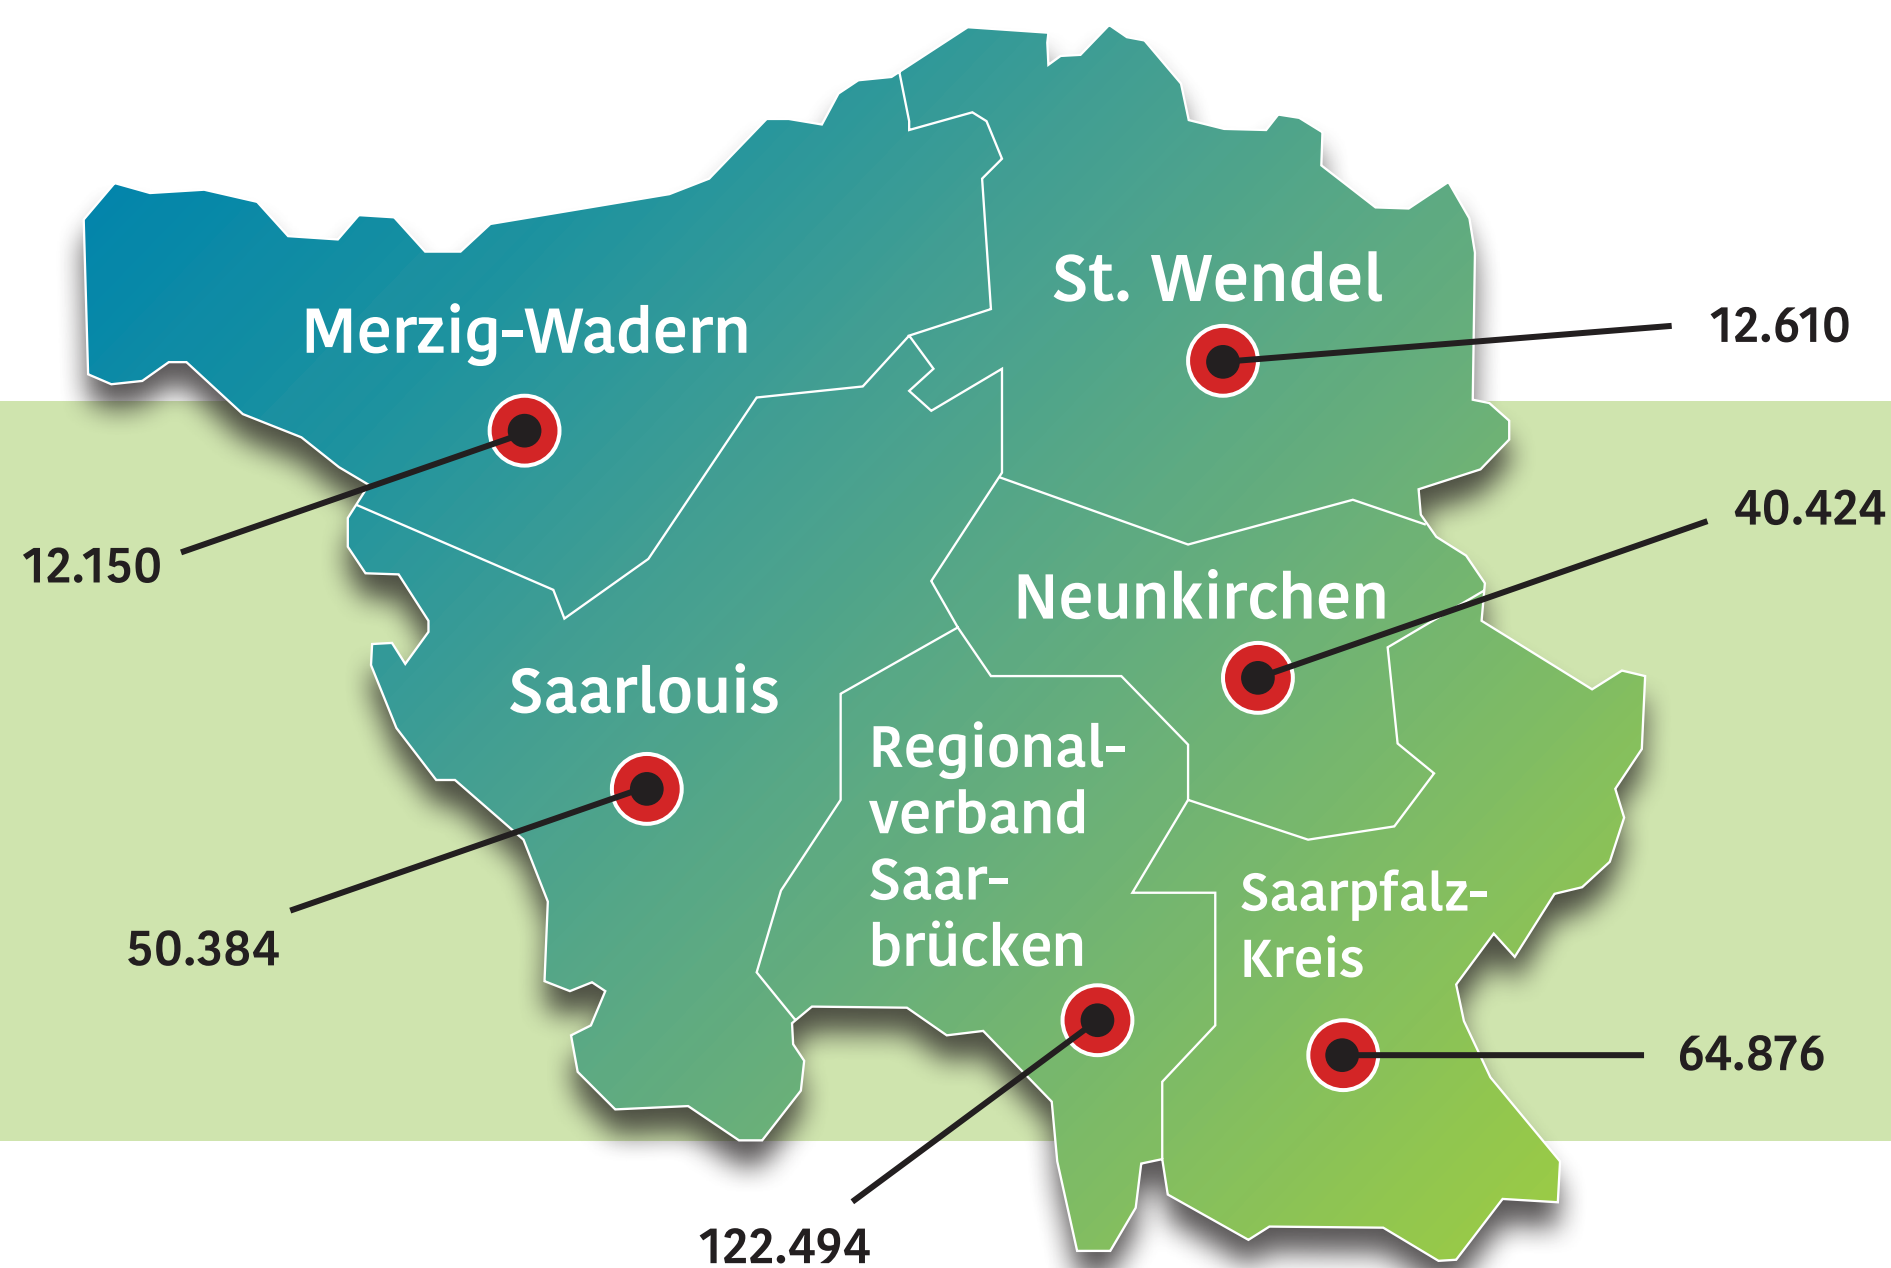 St. Wendel
12.610
Merzig-Wadern
40.424
12.150
Neunkirchen
Saarlouis
Regional-
verband
Saar-
brücken
Saarpfalz-
Kreis
50.384
64.876
122.494